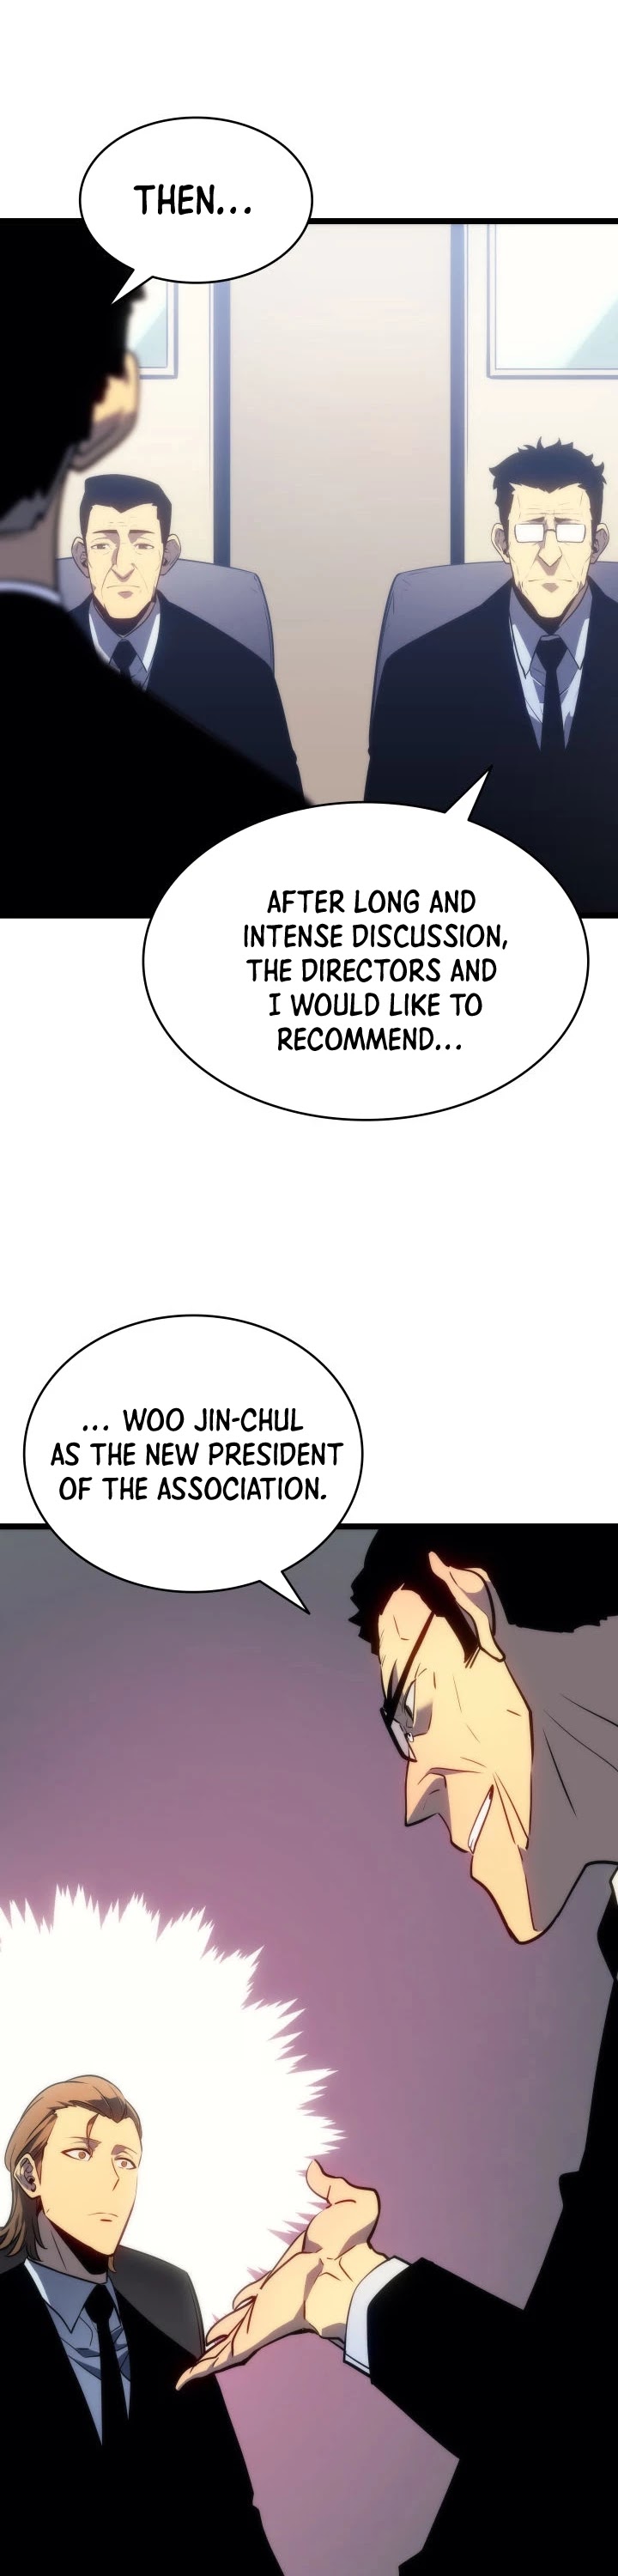 THEN...
AFTER LONG AND
INTENSE DISCUSSION,
THE DIRECTORS AND
I WOULD LIKE TO
RECOMMEND...
... WOO JIN-CHUL
AS THE NEW PRESIDENT
OF THE ASSOCIATION.